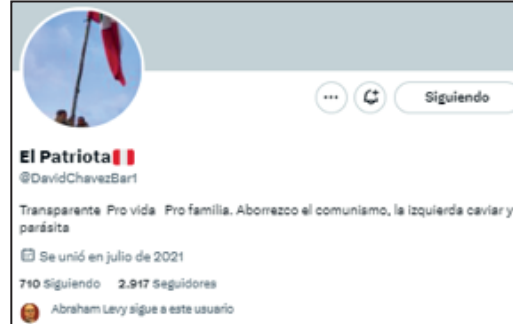 Siguiendo
El Patriota🇵🇪
@DavidChavezBar1
Transparente Pro vida Pro familia. Aborrezco el comunismo, la izquierda caviar y
parásita
Se unió en julio de 2021
710 Siguiendo 2.917 Seguidores
Abraham Levy sigue a este usuario